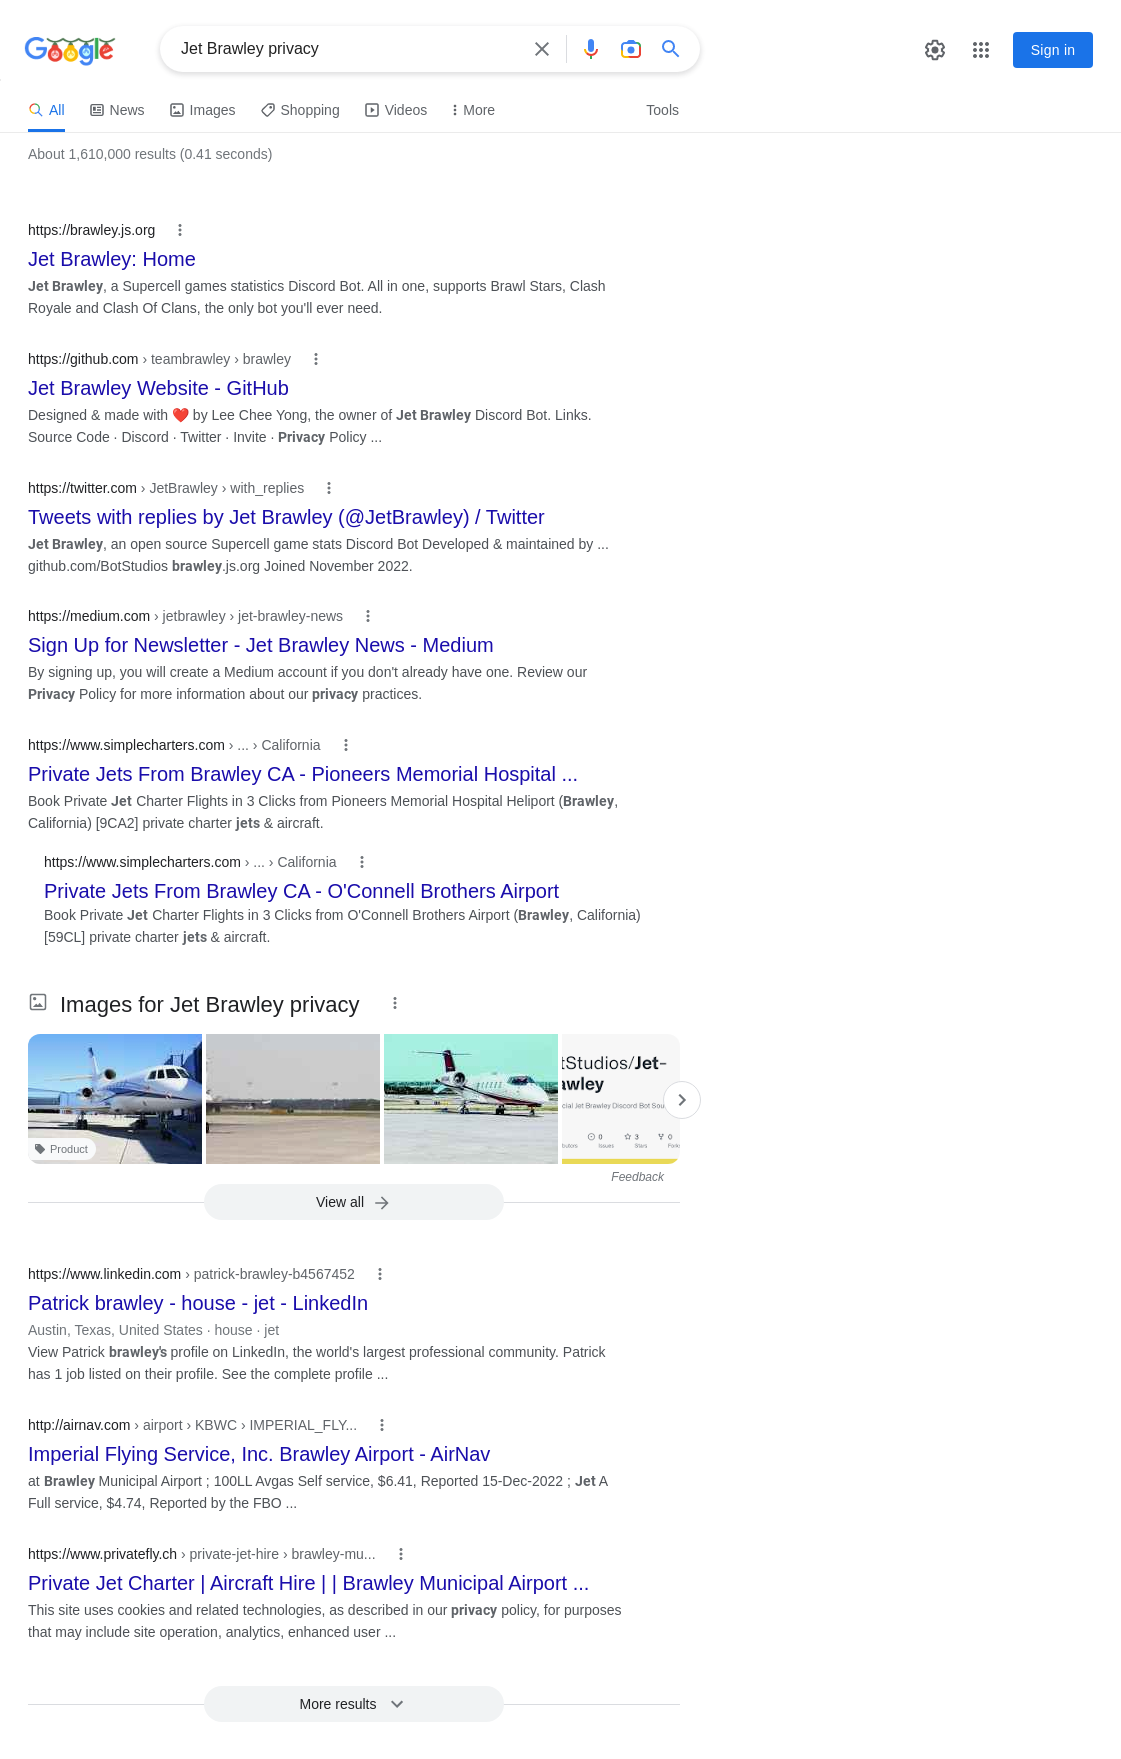 Google
Jet Brawley privacy
Sign in
All
News
Images
Shopping
Videos
More
Tools
About 1,610,000 results (0.41 seconds)
https://brawley.js.org
Jet Brawley: Home
Jet Brawley, a Supercell games statistics Discord Bot. All in one, supports Brawl Stars, Clash
Royale and Clash Of Clans, the only bot you'll ever need.
https://github.com › teambrawley › brawley
Jet Brawley Website - GitHub
Designed & made with ❤️ by Lee Chee Yong, the owner of Jet Brawley Discord Bot. Links.
Source Code · Discord · Twitter · Invite · Privacy Policy ...
https://twitter.com › JetBrawley › with_replies
Tweets with replies by Jet Brawley (@JetBrawley) / Twitter
Jet Brawley, an open source Supercell game stats Discord Bot Developed & maintained by ...
github.com/BotStudios brawley.js.org Joined November 2022.
https://medium.com › jetbrawley › jet-brawley-news
Sign Up for Newsletter - Jet Brawley News - Medium
By signing up, you will create a Medium account if you don't already have one. Review our
Privacy Policy for more information about our privacy practices.
https://www.simplecharters.com › ... › California
Private Jets From Brawley CA - Pioneers Memorial Hospital ...
Book Private Jet Charter Flights in 3 Clicks from Pioneers Memorial Hospital Heliport (Brawley,
California) [9CA2] private charter jets & aircraft.
https://www.simplecharters.com › ... › California
Private Jets From Brawley CA - O'Connell Brothers Airport
Book Private Jet Charter Flights in 3 Clicks from O'Connell Brothers Airport (Brawley, California)
[59CL] private charter jets & aircraft.
Images for Jet Brawley privacy
Product
tStudios/Jet-
awley
cial Jet Brawley Discord Bot Sou
0 3 0
butors Issues Stars Forks
Feedback
View all
https://www.linkedin.com › patrick-brawley-b4567452
Patrick brawley - house - jet - LinkedIn
Austin, Texas, United States · house · jet
View Patrick brawley's profile on LinkedIn, the world's largest professional community. Patrick
has 1 job listed on their profile. See the complete profile ...
http://airnav.com › airport › KBWC › IMPERIAL_FLY...
Imperial Flying Service, Inc. Brawley Airport - AirNav
at Brawley Municipal Airport ; 100LL Avgas Self service, $6.41, Reported 15-Dec-2022 ; Jet A
Full service, $4.74, Reported by the FBO ...
https://www.privatefly.ch › private-jet-hire › brawley-mu...
Private Jet Charter | Aircraft Hire | | Brawley Municipal Airport ...
This site uses cookies and related technologies, as described in our privacy policy, for purposes
that may include site operation, analytics, enhanced user ...
More results